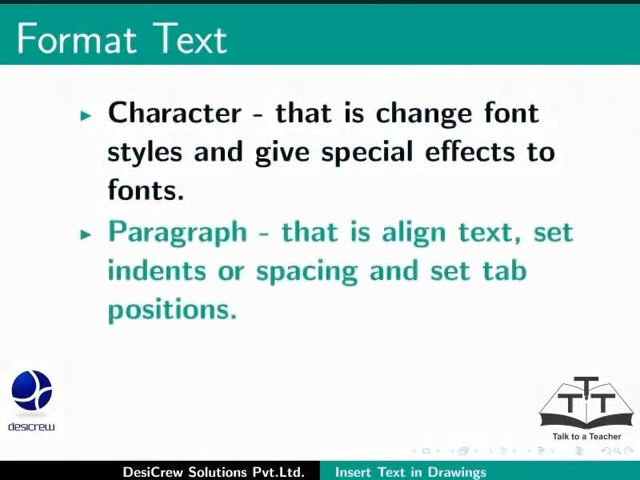 Format Text
Character - that is change font
styles and give special effects to
fonts.
Paragraph - that is align text, set
indents or spacing and set tab
positions.
desicrew
TTT
Talk to a Teacher
DesiCrew Solutions Pvt.Ltd.
Insert Text in Drawings